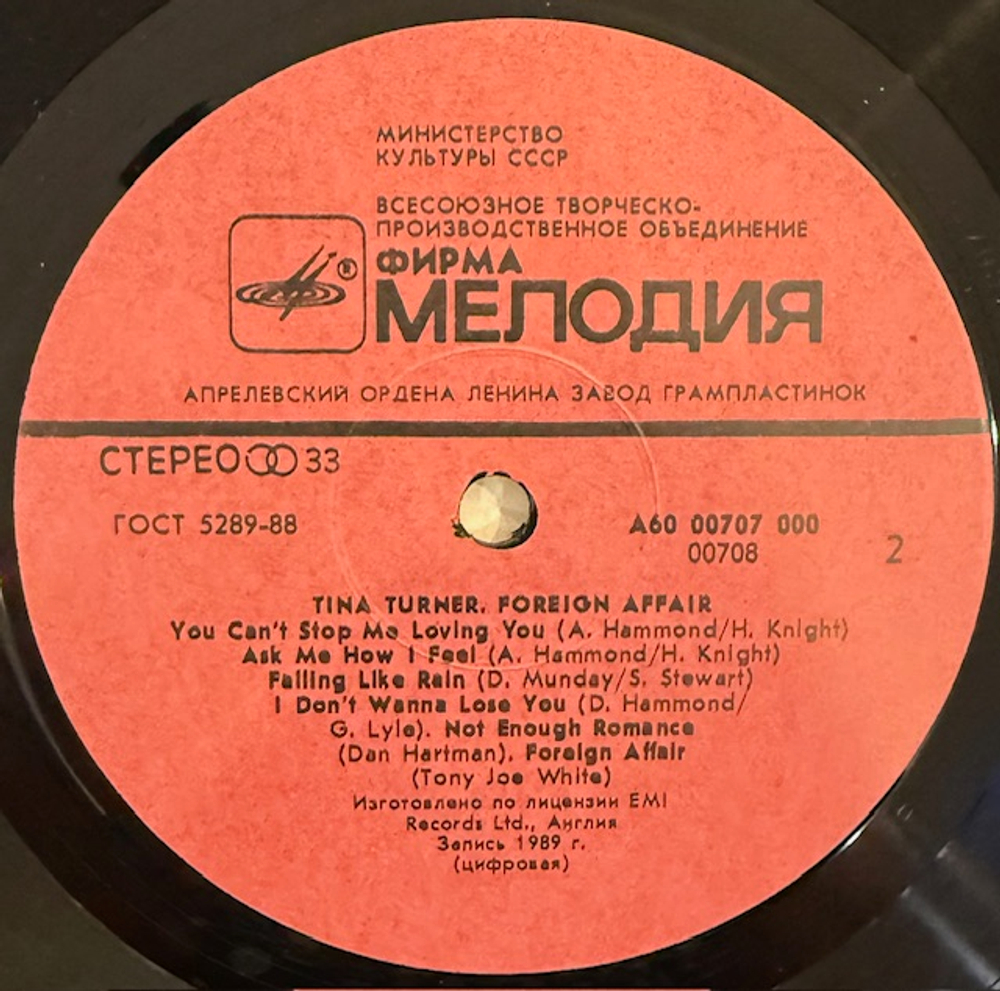 МИНИСТЕРСТВО
КУЛЬТУРЫ СССР
ВСЕСОЮЗНОЕ ТВОРЧЕСКО-
ПРОИЗВОДСТВЕННОЕ ОБЪЕДИНЕНИЕ
ФИРМА
®
МЕЛОДИЯ
АПРЕЛЕВСКИЙ ОРДЕНА ЛЕНИНА ЗАВОД ГРАМПЛАСТИНОК
СТЕРЕО 33
ГОСТ 5289-88
А60 00707 000
00708
2
TINA TURNER. FOREIGN AFFAIR
You Can't Stop Me Loving You (A. Hammond/H. Knight)
Ask Me How I Feel (A. Hammond/H. Knight)
Falling Like Rain (D. Munday/S. Stewart)
I Don't Wanna Lose You (D. Hammond/
G. Lyle). Not Enough Romance
(Dan Hartman). Foreign Affair
(Tony Joe White)
Изготовлено по лицензии EMI
Records Ltd., Англия
Запись 1989 г.
(цифровая)